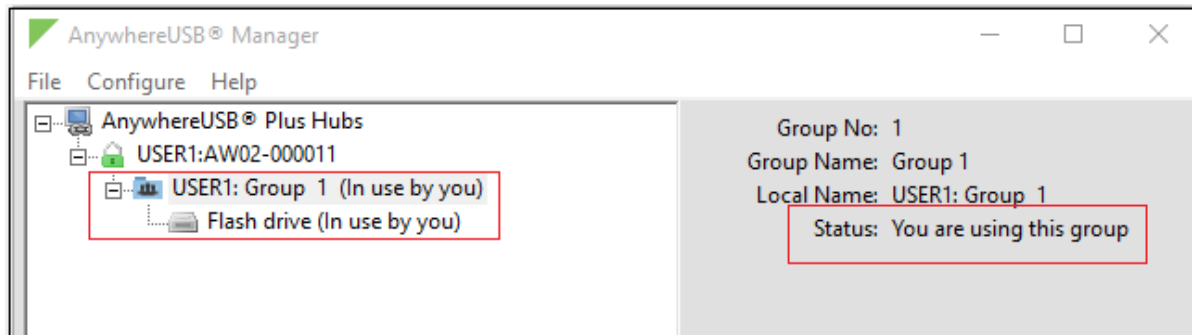 AnywhereUSB® Manager
File Configure Help
AnywhereUSB® Plus Hubs
USER1:AW02-000011
USER1: Group 1 (In use by you)
Flash drive (In use by you)
Group No: 1
Group Name: Group 1
Local Name: USER1: Group 1
Status: You are using this group